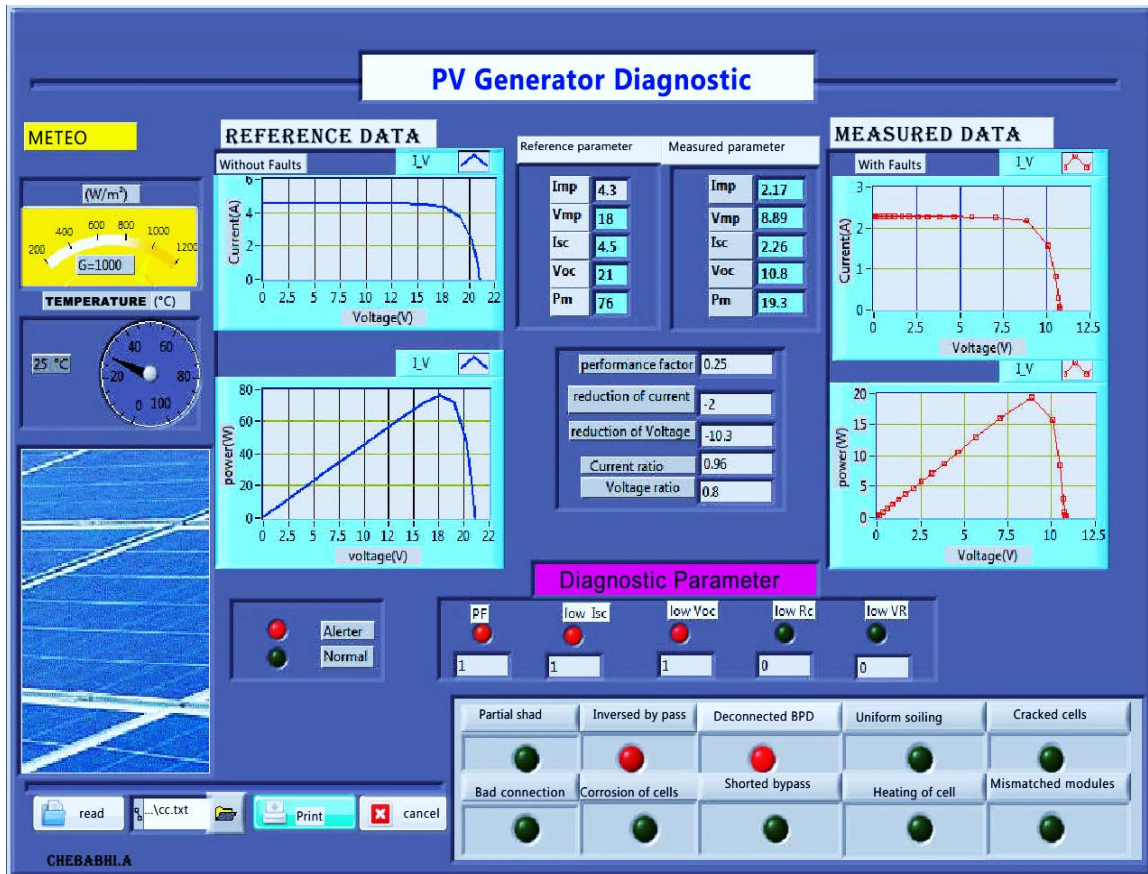 PV Generator Diagnostic
METEO
(W/m²)
200 400 600 800 1000 1200
G=1000
TEMPERATURE (°C)
25 °C
0 20 40 60 80 100
REFERENCE DATA
Without Faults
I_V
Current(A)
6
4
2
0
0 2.5 5 7.5 10 12 15 18 20 22
Voltage(V)
I_V
power(W)
80
60
40
20
0
0 2.5 5 7.5 10 12 15 18 20 22
voltage(V)
Reference parameter
Imp 4.3
Vmp 18
Isc 4.5
Voc 21
Pm 76
Measured parameter
Imp 2.17
Vmp 8.89
Isc 2.26
Voc 10.8
Pm 19.3
performance factor 0.25
reduction of current -2
reduction of Voltage -10.3
Current ratio 0.96
Voltage ratio 0.8
MEASURED DATA
With Faults
I_V
Current(A)
3
2
1
0
0 2.5 5 7.5 10 12.5
Voltage(V)
I_V
power(W)
20
15
10
5
0
0 2.5 5 7.5 10 12.5
Voltage(V)
Diagnostic Parameter
Alerter
Normal
PF low Isc low Voc low Rc low VR
1 1 1 0 0
Partial shad Inversed by pass Deconnected BPD Uniform soiling Cracked cells
Bad connection Corrosion of cells Shorted bypass Heating of cell Mismatched modules
read ...\cc.txt Print cancel
CHEBABHI.A